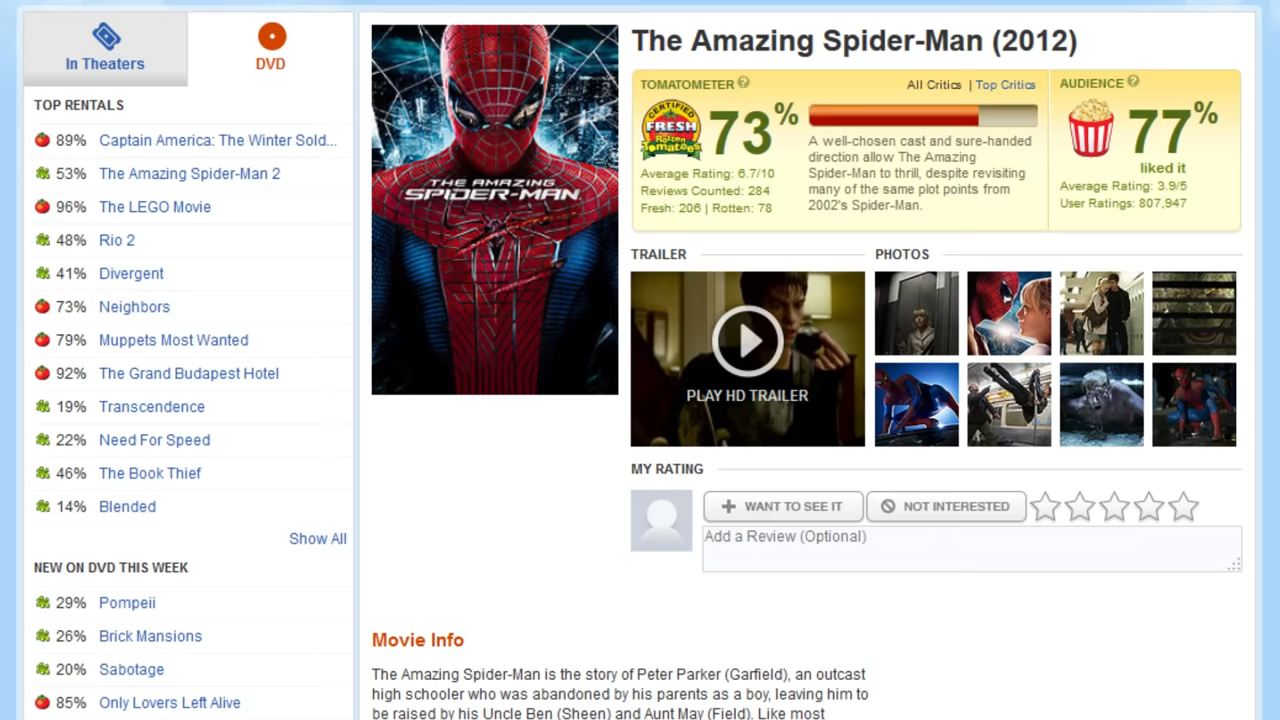 In Theaters
DVD
TOP RENTALS
89% Captain America: The Winter Sold...
53% The Amazing Spider-Man 2
96% The LEGO Movie
48% Rio 2
41% Divergent
73% Neighbors
79% Muppets Most Wanted
92% The Grand Budapest Hotel
19% Transcendence
22% Need For Speed
46% The Book Thief
14% Blended
Show All
NEW ON DVD THIS WEEK
29% Pompeii
26% Brick Mansions
20% Sabotage
85% Only Lovers Left Alive
THE AMAZING
SPIDER-MAN
The Amazing Spider-Man (2012)
TOMATOMETER ?
All Critics | Top Critics
CERTIFIED
FRESH
Rotten
Tomatoes
73%
A well-chosen cast and sure-handed
direction allow The Amazing
Spider-Man to thrill, despite revisiting
many of the same plot points from
2002's Spider-Man.
Average Rating: 6.7/10
Reviews Counted: 284
Fresh: 206 | Rotten: 78
AUDIENCE ?
77%
liked it
Average Rating: 3.9/5
User Ratings: 807,947
TRAILER
PLAY HD TRAILER
PHOTOS
MY RATING
WANT TO SEE IT
NOT INTERESTED
Add a Review (Optional)
Movie Info
The Amazing Spider-Man is the story of Peter Parker (Garfield), an outcast
high schooler who was abandoned by his parents as a boy, leaving him to
be raised by his Uncle Ben (Sheen) and Aunt May (Field). Like most